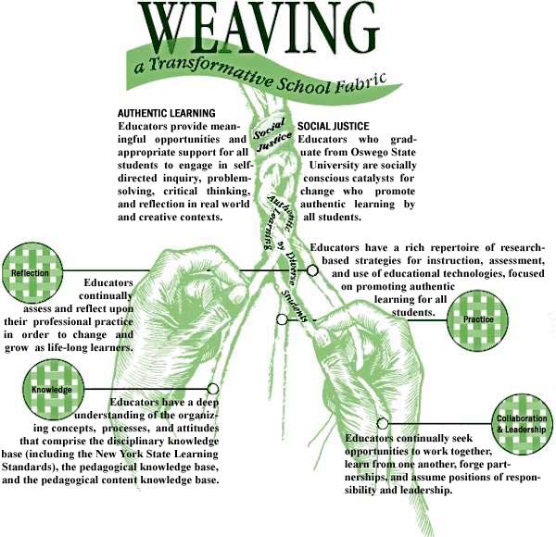 WEAVING
a Transformative School Fabric
AUTHENTIC LEARNING
Educators provide mean-
ingful opportunities and
appropriate support for all
students to engage in self-
directed inquiry, problem-
solving, critical thinking,
and reflection in real world
and creative contexts.
Social
Justice
SOCIAL JUSTICE
Educators who grad-
uate from Oswego State
University are socially
conscious catalysts for
change who promote
authentic learning by
all students.
Authentic
Learning
by
Diverse
Students
Educators have a rich repertoire of research-
based strategies for instruction, assessment,
and use of educational technologies, focused
on promoting authentic
learning for all
students.
Reflection
Educators
continually
assess and reflect upon
their professional practice
in order to change and
grow as life-long learners.
Practice
Knowledge
Educators have a deep
understanding of the organiz-
ing concepts, processes, and attitudes
that comprise the disciplinary knowledge
base (including the New York State Learning
Standards), the pedagogical knowledge base,
and the pedagogical content knowledge base.
Collaboration
& Leadership
Educators continually seek
opportunities to work together,
learn from one another, forge part-
nerships, and assume positions of respon-
sibility and leadership.